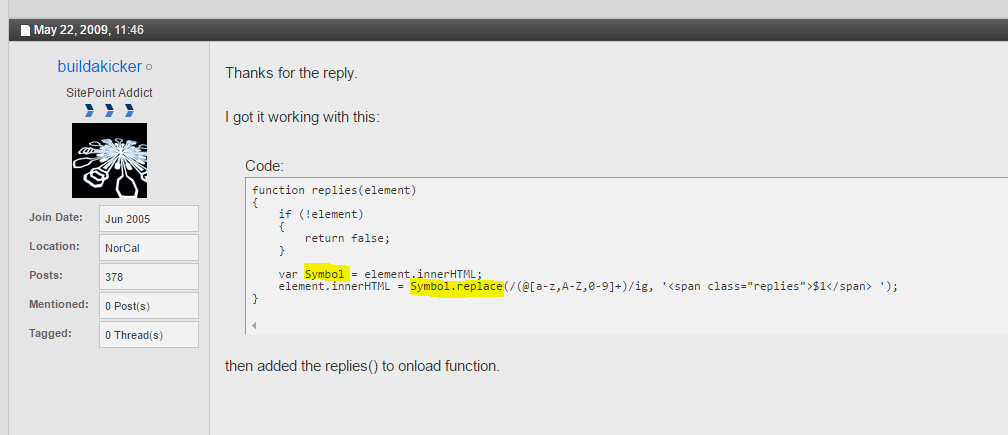 May 22, 2009, 11:46
buildakicker
SitePoint Addict
Join Date: Jun 2005
Location: NorCal
Posts: 378
Mentioned: 0 Post(s)
Tagged: 0 Thread(s)
Thanks for the reply.
I got it working with this:
Code:
function replies(element)
{
    if (!element)
    {
        return false;
    }
    var Symbol = element.innerHTML;
    element.innerHTML = Symbol.replace(/(@[a-z,A-Z,0-9]+)/ig, '<span class="replies">$1</span> ');
}
then added the replies() to onload function.